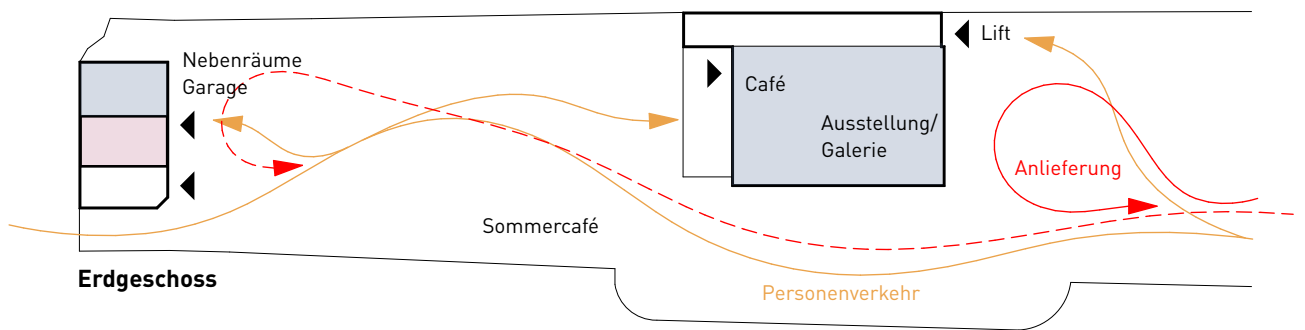 Nebenräume
Garage
Lift
Café
Ausstellung/
Galerie
Anlieferung
Sommercafé
Erdgeschoss
Personenverkehr